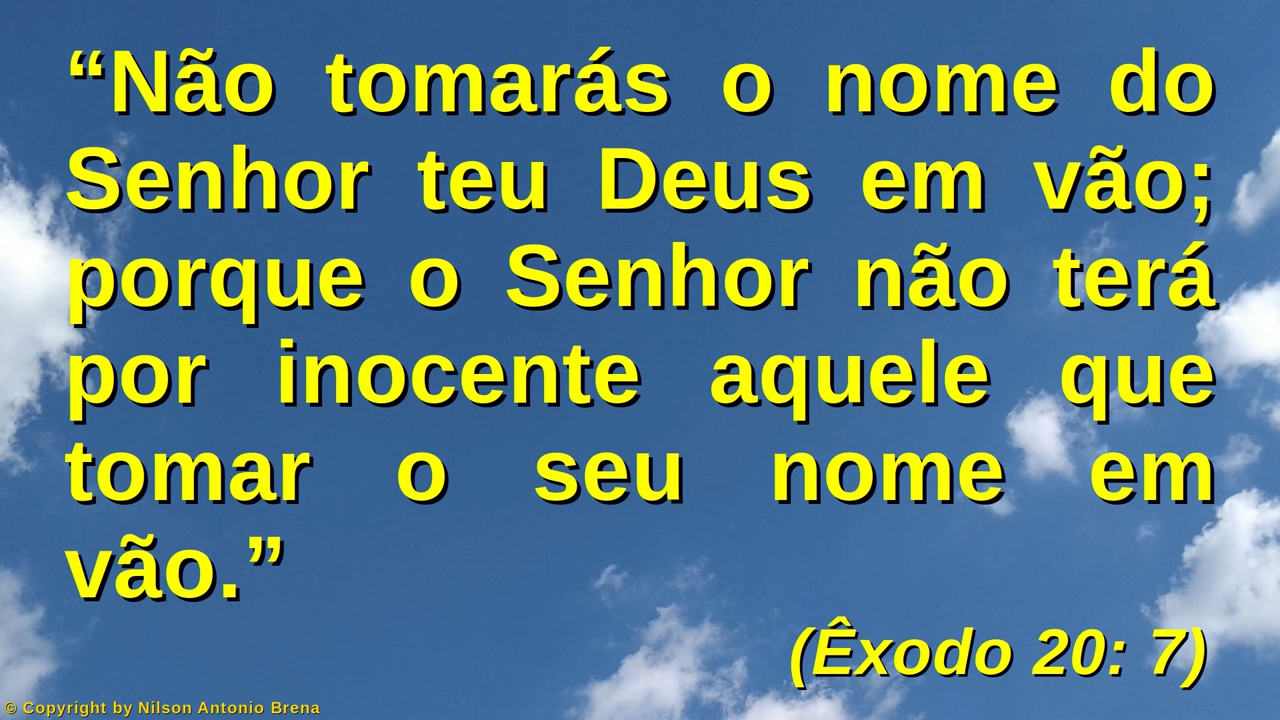 “Não tomarás o nome do
Senhor teu Deus em vão;
porque o Senhor não terá
por inocente aquele que
tomar o seu nome em
vão.”
(Êxodo 20: 7)
© Copyright by Nilson Antonio Brena